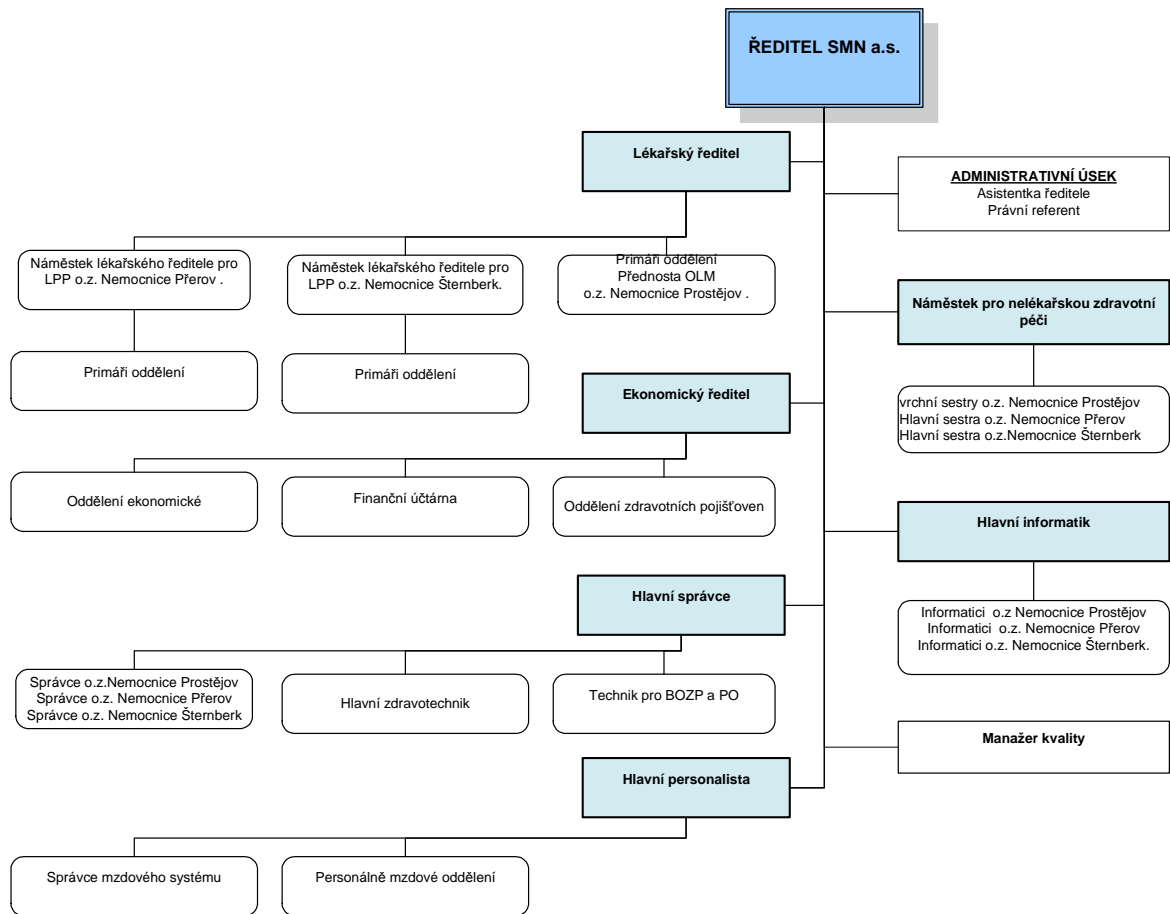 ŘEDITEL SMN a.s.
Lékařský ředitel
ADMINISTRATIVNÍ ÚSEK
Asistentka ředitele
Právní referent
Náměstek lékařského ředitele pro
LPP o.z. Nemocnice Přerov .
Náměstek lékařského ředitele pro
LPP o.z. Nemocnice Šternberk.
Primáři oddělení
Přednosta OLM
o.z. Nemocnice Prostějov .
Náměstek pro nelékařskou zdravotní
péči
Primáři oddělení
Primáři oddělení
Ekonomický ředitel
vrchní sestry o.z. Nemocnice Prostějov
Hlavní sestra o.z. Nemocnice Přerov
Hlavní sestra o.z.Nemocnice Šternberk
Oddělení ekonomické
Finanční účtárna
Oddělení zdravotních pojišťoven
Hlavní informatik
Hlavní správce
Informatici o.z Nemocnice Prostějov
Informatici o.z. Nemocnice Přerov
Informatici o.z. Nemocnice Šternberk.
Správce o.z.Nemocnice Prostějov
Správce o.z. Nemocnice Přerov
Správce o.z. Nemocnice Šternberk
Hlavní zdravotechnik
Technik pro BOZP a PO
Manažer kvality
Hlavní personalista
Správce mzdového systému
Personálně mzdové oddělení